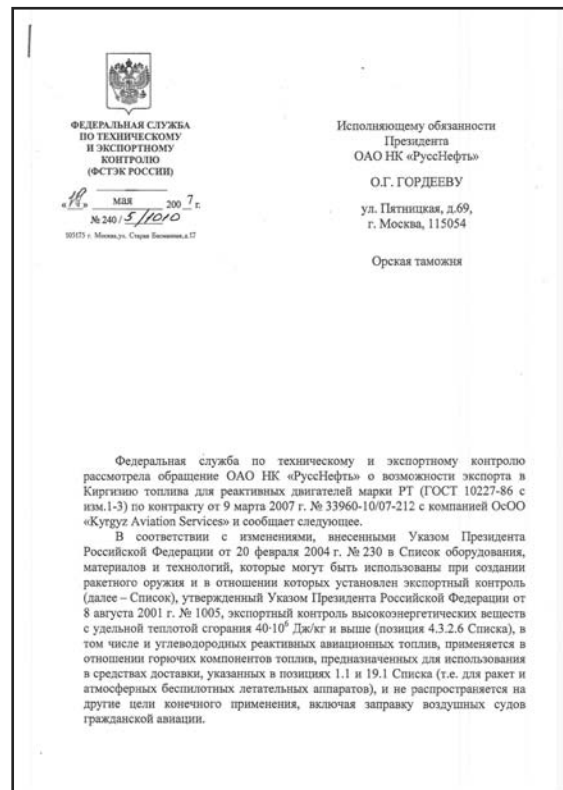 ФЕДЕРАЛЬНАЯ СЛУЖБА
ПО ТЕХНИЧЕСКОМУ
И ЭКСПОРТНОМУ
КОНТРОЛЮ
(ФСТЭК РОССИИ)
« » мая 2007 г.
№ 240 / 5/1010
105175 г. Москва, ул. Старая Басманная, д.17
Исполняющему обязанности
Президента
ОАО НК «РуссНефть»
О.Г. ГОРДЕЕВУ
ул. Пятницкая, д.69,
г. Москва, 115054
Орская таможня
Федеральная служба по техническому и экспортному контролю
рассмотрела обращение ОАО НК «РуссНефть» о возможности экспорта в
Киргизию топлива для реактивных двигателей марки РТ (ГОСТ 10227-86 с
изм.1-3) по контракту от 9 марта 2007 г. № 33960-10/07-212 с компанией ОсОО
«Kyrgyz Aviation Services» и сообщает следующее.
В соответствии с изменениями, внесенными Указом Президента
Российской Федерации от 20 февраля 2004 г. № 230 в Список оборудования,
материалов и технологий, которые могут быть использованы при создании
ракетного оружия и в отношении которых установлен экспортный контроль
(далее – Список), утвержденный Указом Президента Российской Федерации от
8 августа 2001 г. № 1005, экспортный контроль высокоэнергетических веществ
с удельной теплотой сгорания 40·10⁶ Дж/кг и выше (позиция 4.3.2.6 Списка), в
том числе и углеводородных реактивных авиационных топлив, применяется в
отношении горючих компонентов топлив, предназначенных для использования
в средствах доставки, указанных в позициях 1.1 и 19.1 Списка (т.е. для ракет и
атмосферных беспилотных летательных аппаратов), и не распространяется на
другие цели конечного применения, включая заправку воздушных судов
гражданской авиации.